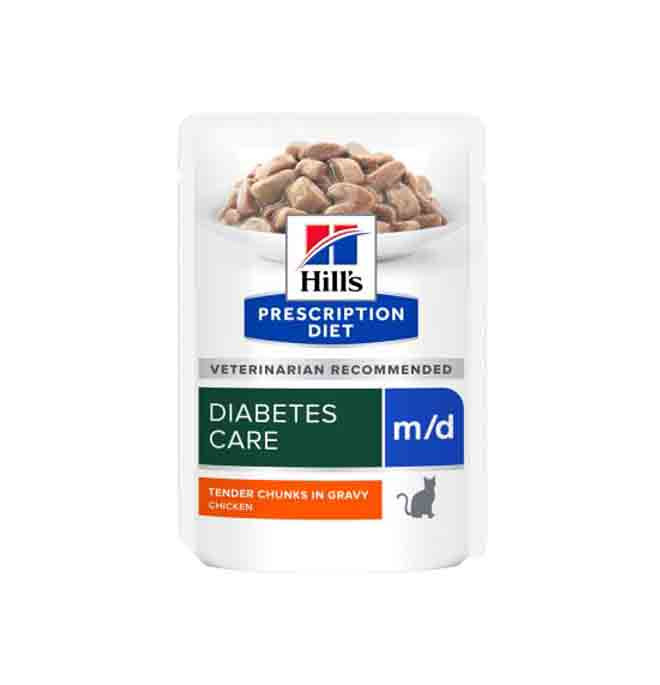 Hill's
PRESCRIPTION
DIET
VETERINARIAN RECOMMENDED
DIABETES
CARE
m/d
TENDER CHUNKS IN GRAVY
CHICKEN